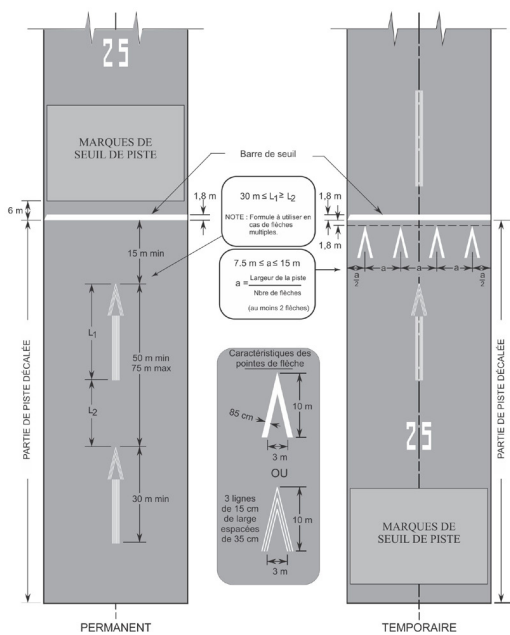 25
MARQUES DE
SEUIL DE PISTE
6 m
1,8 m
15 m min
L1
50 m min
75 m max
L2
30 m min
PARTIE DE PISTE DÉCALÉE
PERMANENT
Barre de seuil
30 m ≤ L1 ≥ L2
NOTE : Formule à utiliser en
cas de flèches
multiples.
7.5 m ≤ a ≤ 15 m
a = Largeur de la piste
Nbre de flèches
(au moins 2 flèches)
Caractéristiques des
pointes de flèche
85 cm
10 m
3 m
OU
3 lignes
de 15 cm
de large
espacées
de 35 cm
10 m
3 m
1,8 m
1,8 m
a
2
a
a
a
a
2
25
MARQUES DE
SEUIL DE PISTE
PARTIE DE PISTE DÉCALÉE
TEMPORAIRE